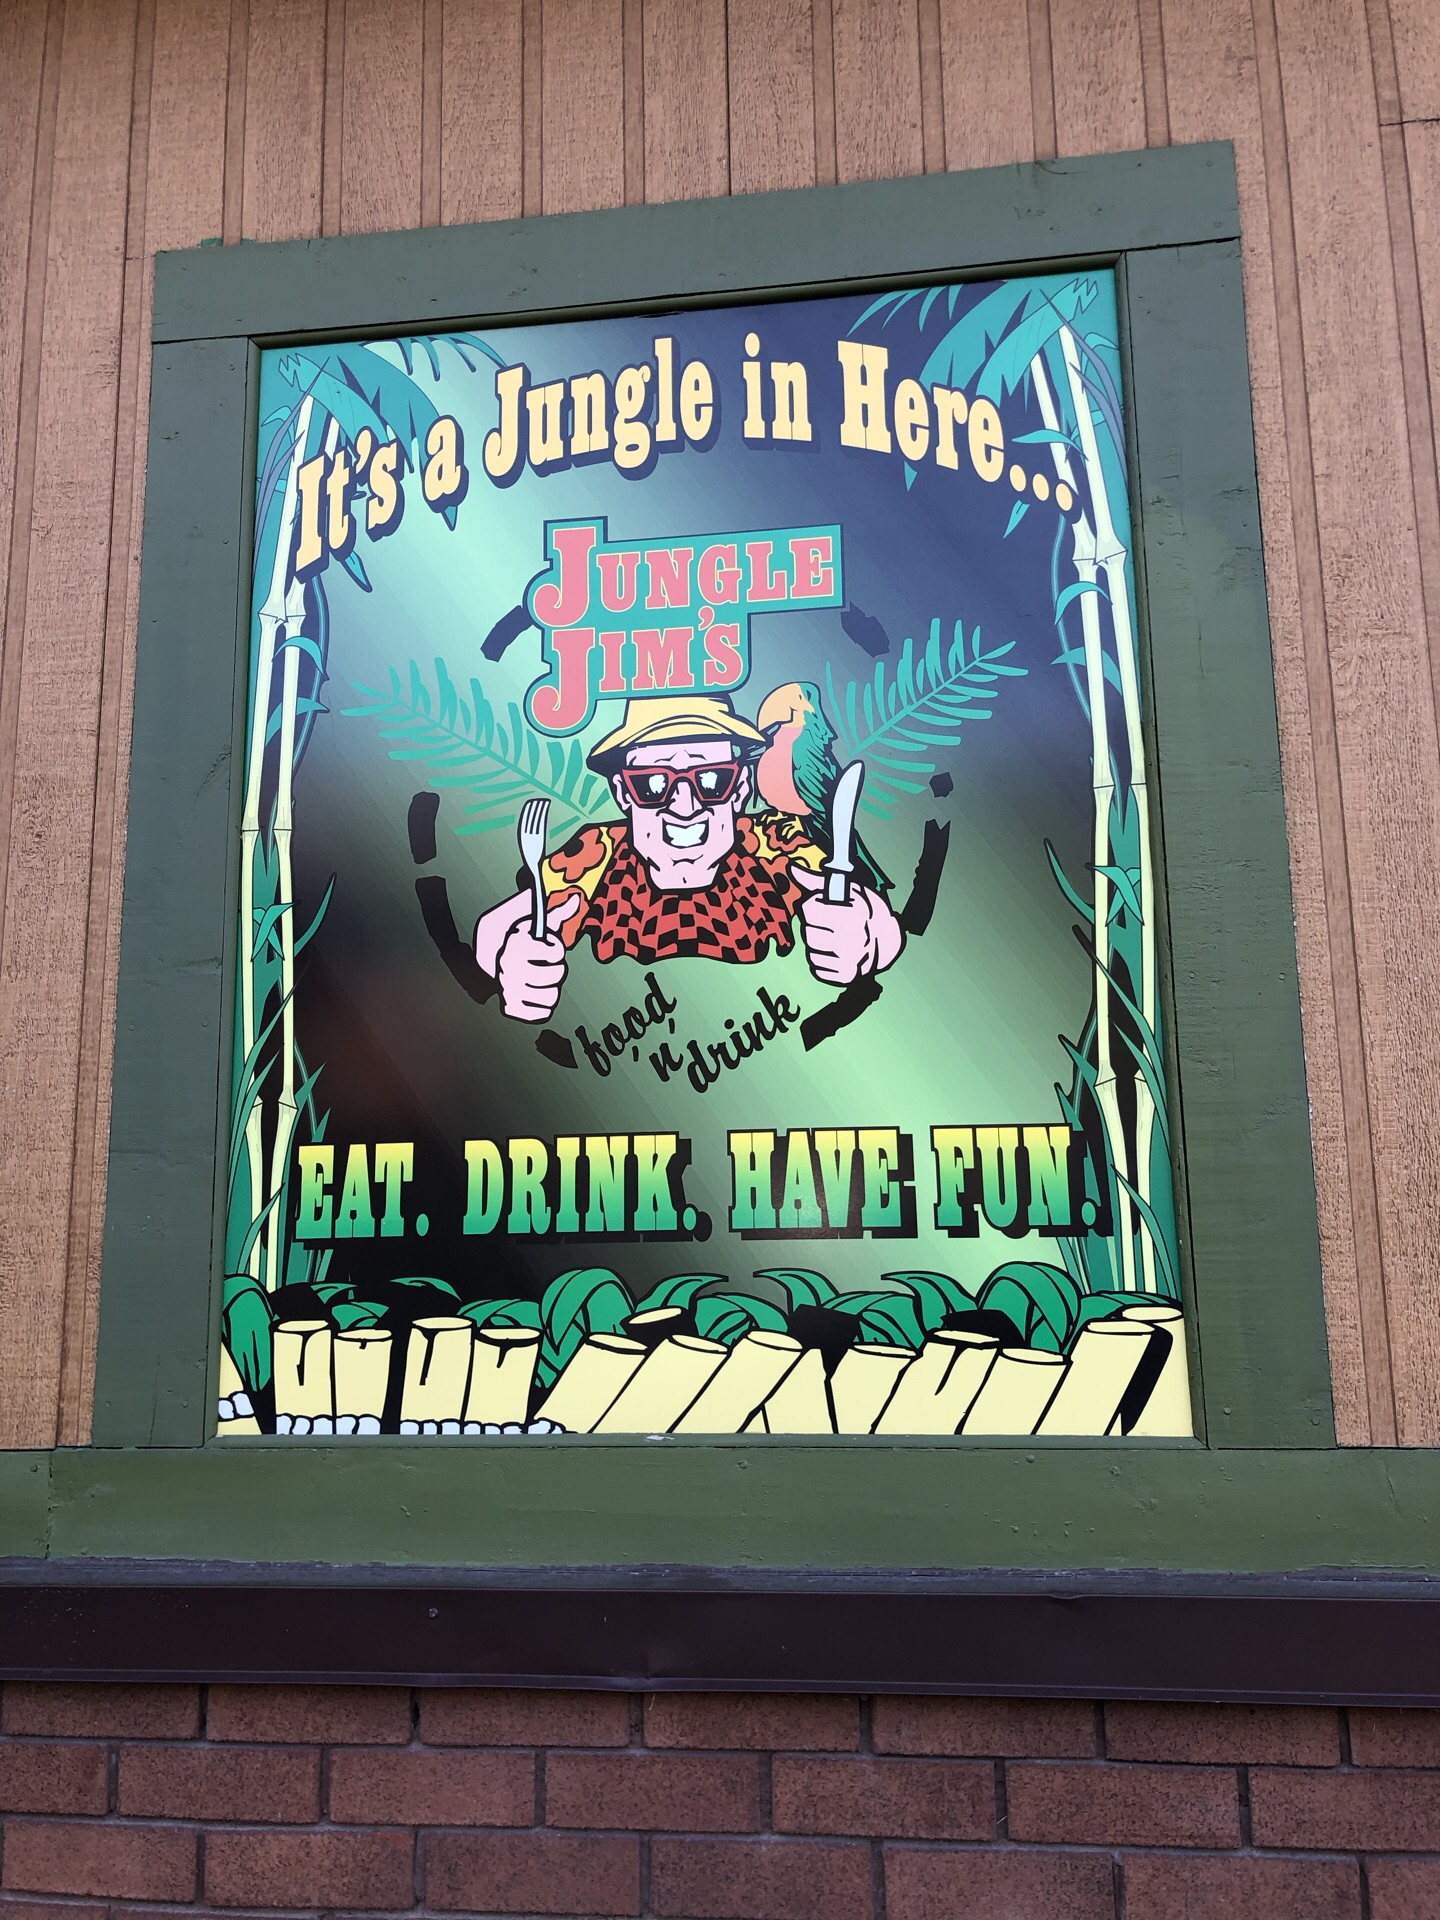 It's a Jungle in Here...
JUNGLE
JIM'S
food
'n'
drink
EAT. DRINK. HAVE FUN.